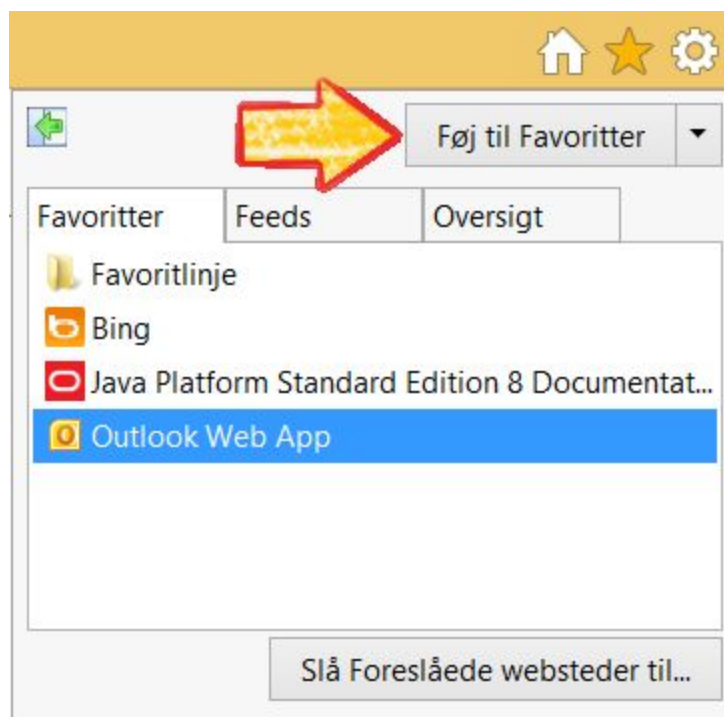 Føj til Favoritter
Favoritter Feeds Oversigt
Favoritlinje
Bing
Java Platform Standard Edition 8 Documentat...
Outlook Web App
Slå Foreslåede websteder til...